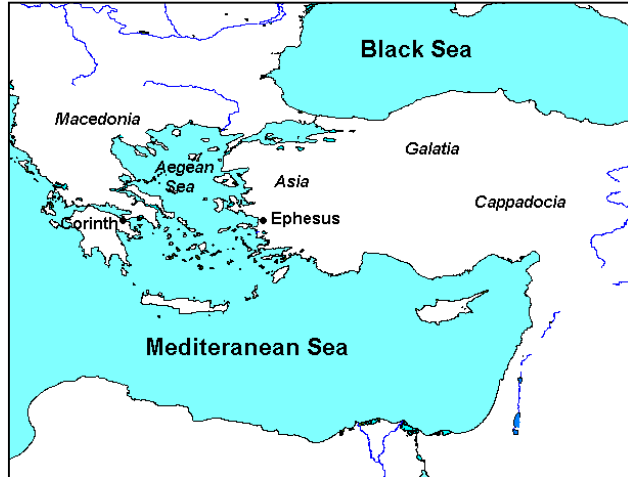 Black Sea
Macedonia
Galatia
Aegean
Sea
Asia
Cappadocia
Corinth
Ephesus
Mediteranean Sea